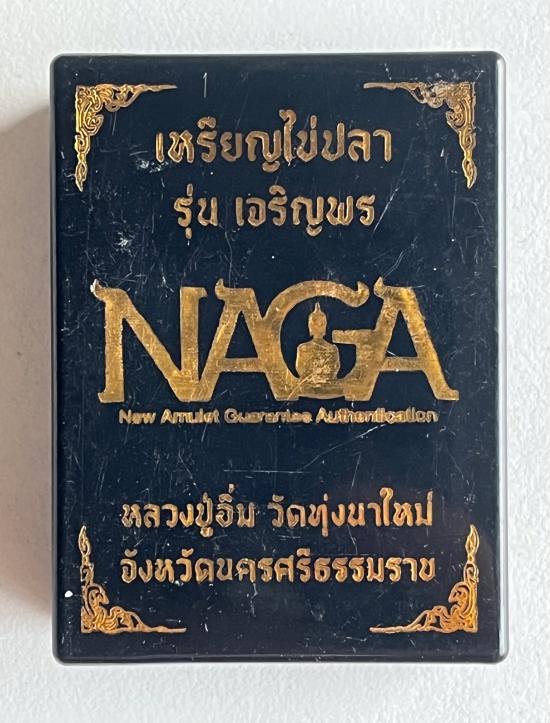 เหรียญไข่ปลา
รุ่น เจริญพร
NAGA
New Amulet Guarantee Authentication
หลวงปู่อิ่ม วัดทุ่งนาใหม่
จังหวัดนครศรีธรรมราช